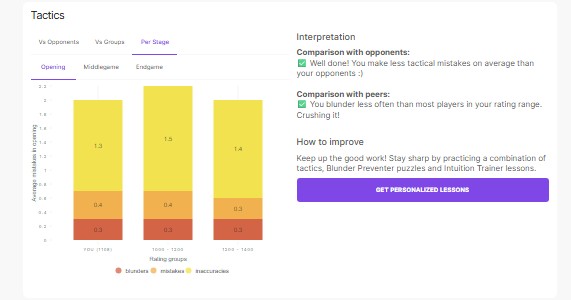 Tactics
Vs Opponents Vs Groups Per Stage
Opening Middlegame Endgame
Interpretation
Comparison with opponents:
✅ Well done! You make less tactical mistakes on average than
your opponents :)
Comparison with peers:
✅ You blunder less often than most players in your rating range.
Crushing it!
How to improve
Keep up the good work! Stay sharp by practicing a combination of
tactics, Blunder Preventer puzzles and Intuition Trainer lessons.
GET PERSONALIZED LESSONS
Average mistakes in opening
2.2
2
1.8
1.6
1.4
1.2
1
0.8
0.6
0.4
0.2
0
1.3 1.5 1.4
0.4 0.4 0.3
0.3 0.3 0.3
Rating groups
blunders mistakes inaccuracies